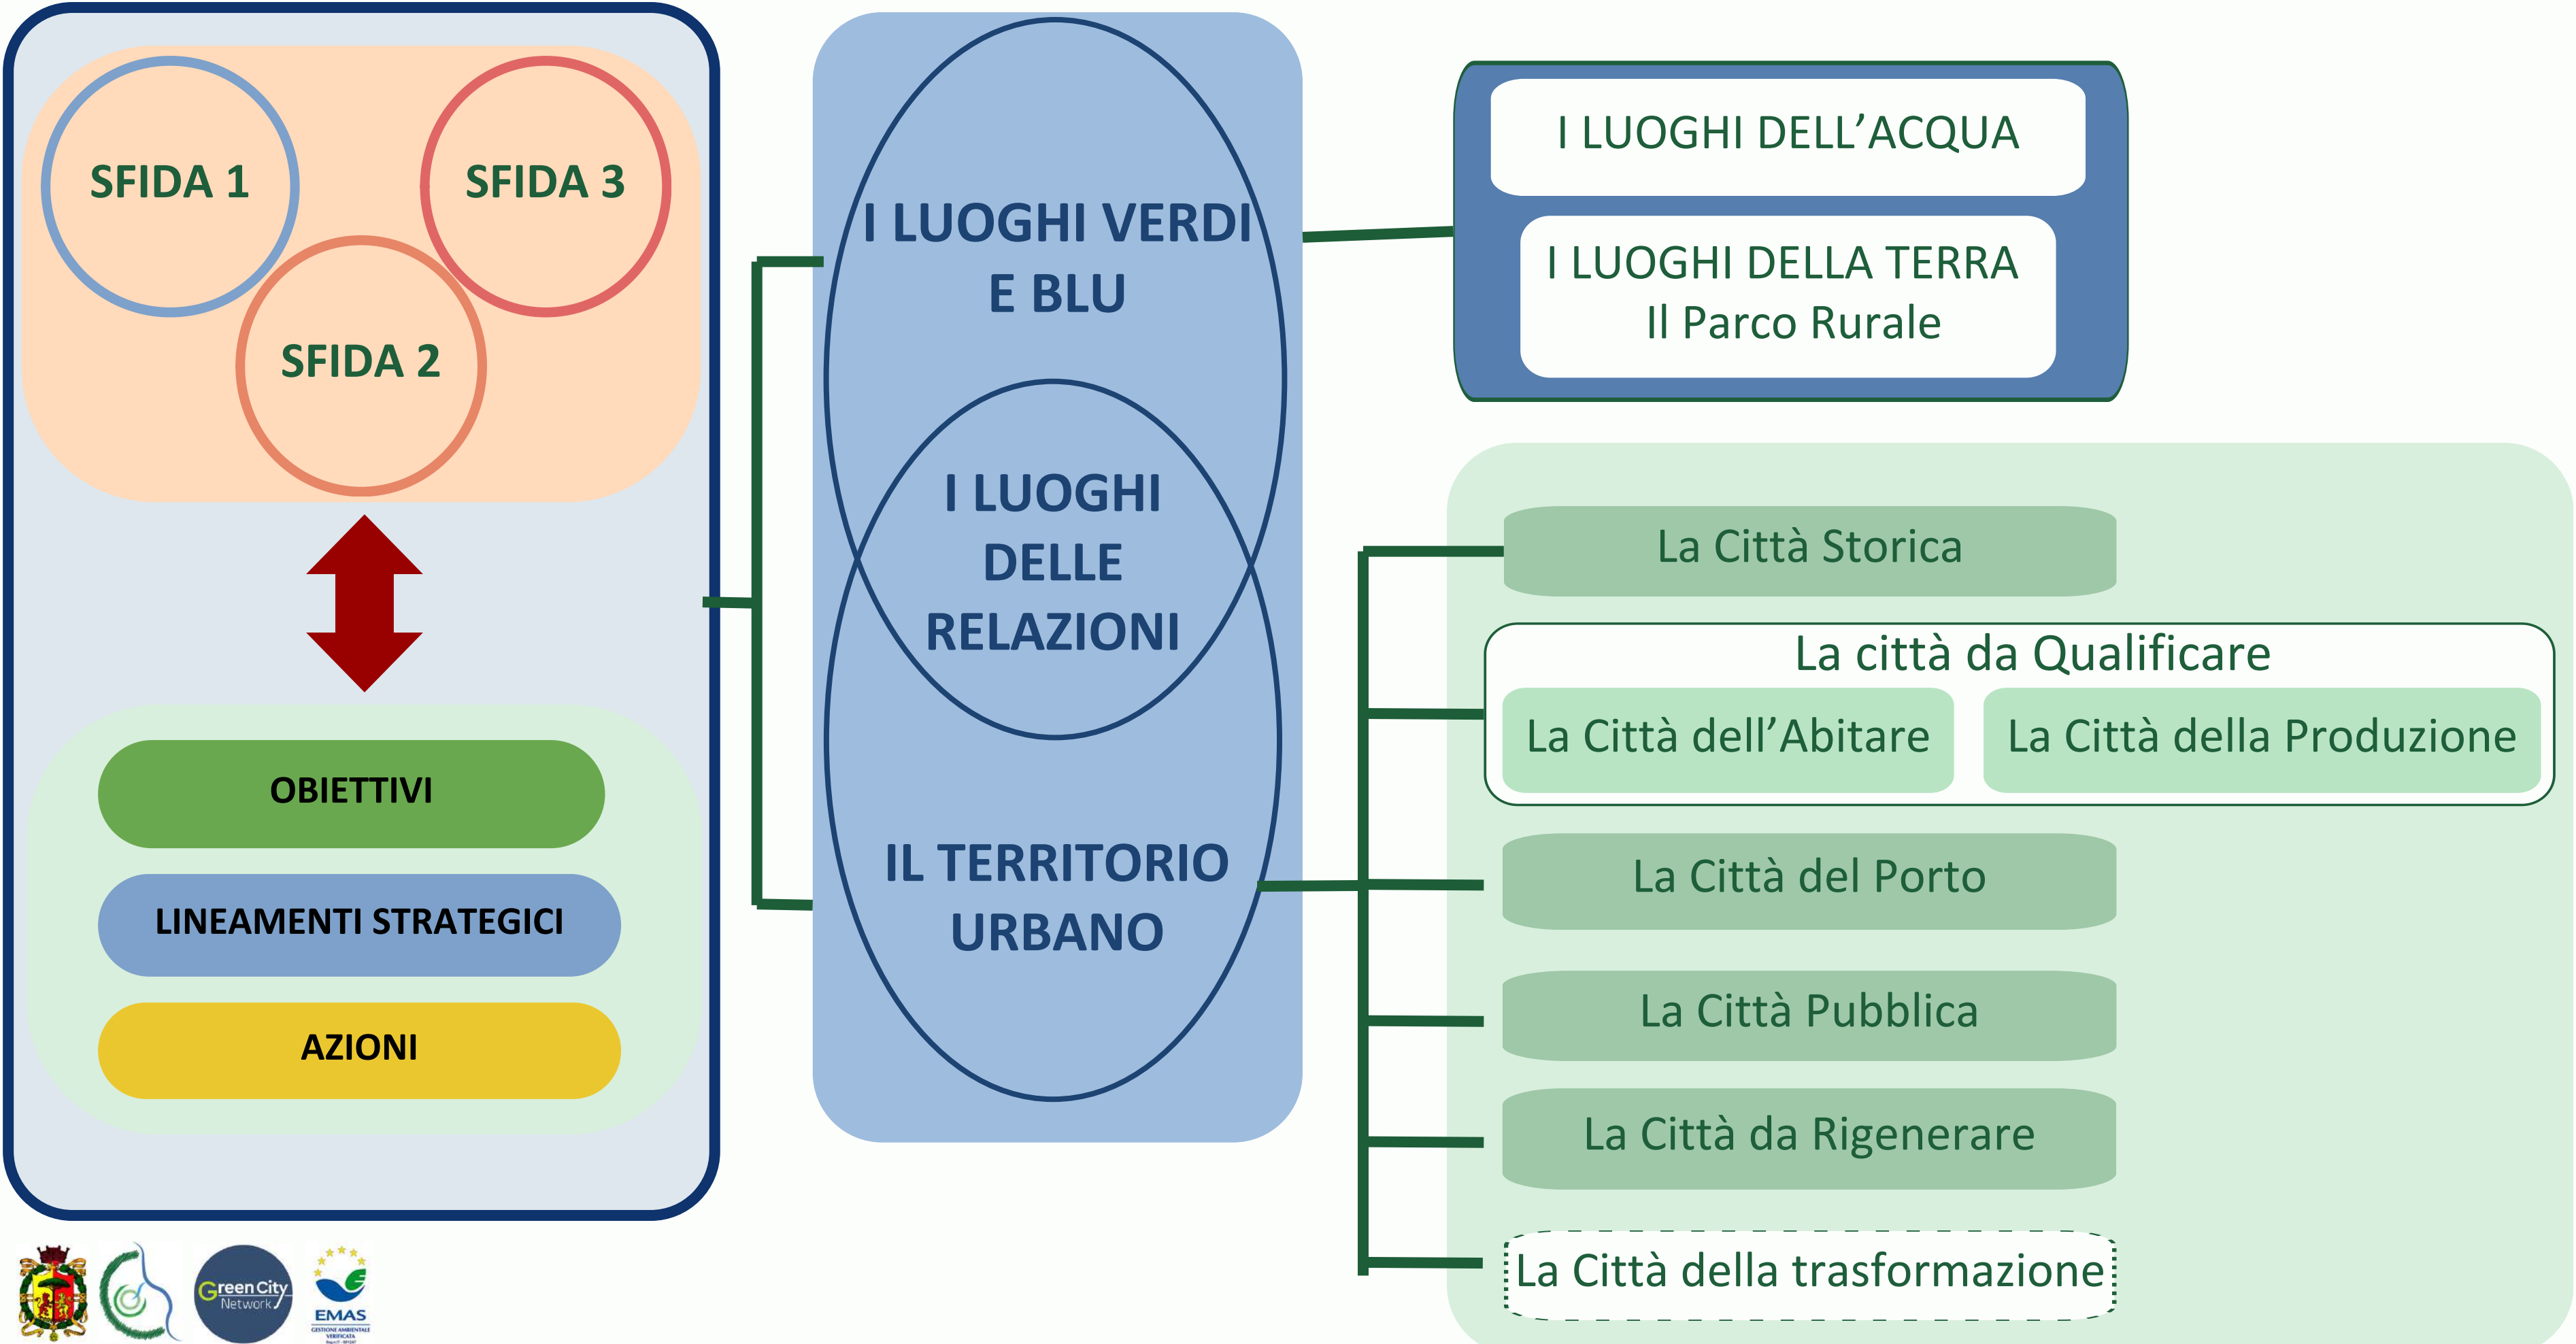 SFIDA 1
SFIDA 3
SFIDA 2
OBIETTIVI
LINEAMENTI STRATEGICI
AZIONI
I LUOGHI VERDI
E BLU
I LUOGHI
DELLE
RELAZIONI
IL TERRITORIO
URBANO
I LUOGHI DELL’ACQUA
I LUOGHI DELLA TERRA
Il Parco Rurale
La Città Storica
La città da Qualificare
La Città dell’Abitare
La Città della Produzione
La Città del Porto
La Città Pubblica
La Città da Rigenerare
La Città della trasformazione
Green City
Network
EMAS
GESTIONE AMBIENTALE
VERIFICATA